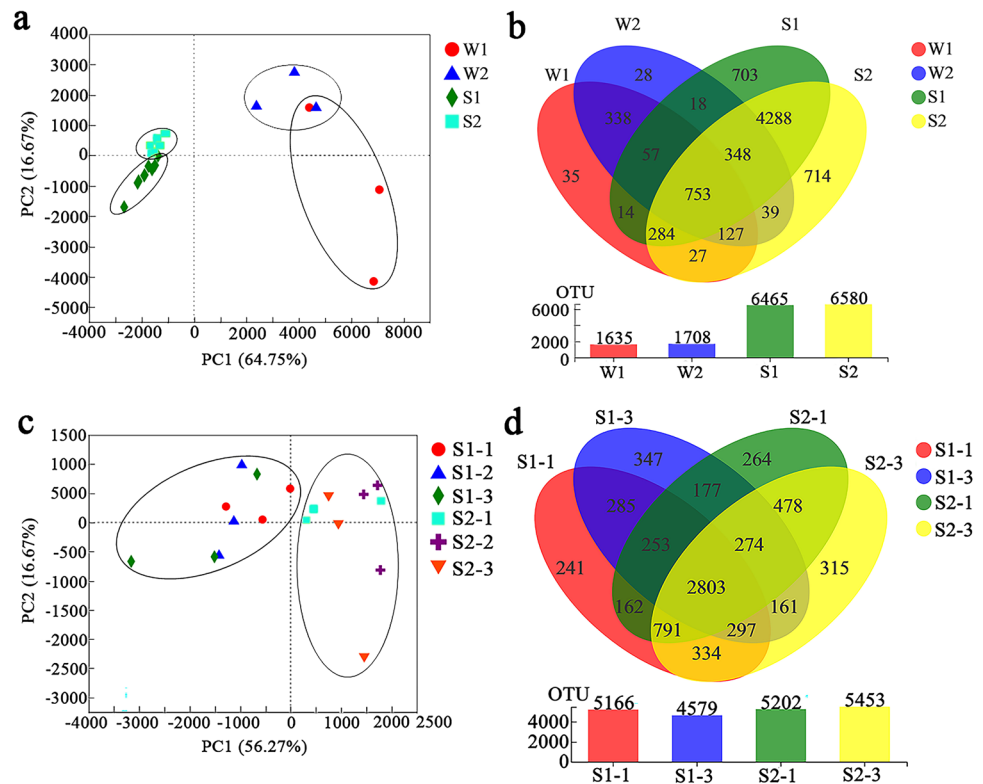 a
4000
3000
2000
1000
0
-1000
-2000
-3000
-4000
-5000
PC2 (16.67%)
-4000 -2000 0 2000 4000 6000 8000
PC1 (64.75%)
W1
W2
S1
S2
b
W2 S1
W1 S2
28 703
338 18 4288
57 348
35 753 714
14 39
284 127
27
W1
W2
S1
S2
OTU
6000
2000
0
1635 1708 6465 6580
W1 W2 S1 S2
c
1500
1000
5000
0
-500
-1000
-1500
-2000
-2500
-3000
PC2 (16.67%)
-4000 -3000 -2000 -1000 0 1000 2000 2500
PC1 (56.27%)
S1-1
S1-2
S1-3
S2-1
S2-2
S2-3
d
S1-3 S2-1
S1-1 S2-3
347 264
285 177 478
253 274
241 2803 315
162 161
791 297
334
S1-1
S1-3
S2-1
S2-3
OTU
4000
2000
0
5166 4579 5202 5453
S1-1 S1-3 S2-1 S2-3